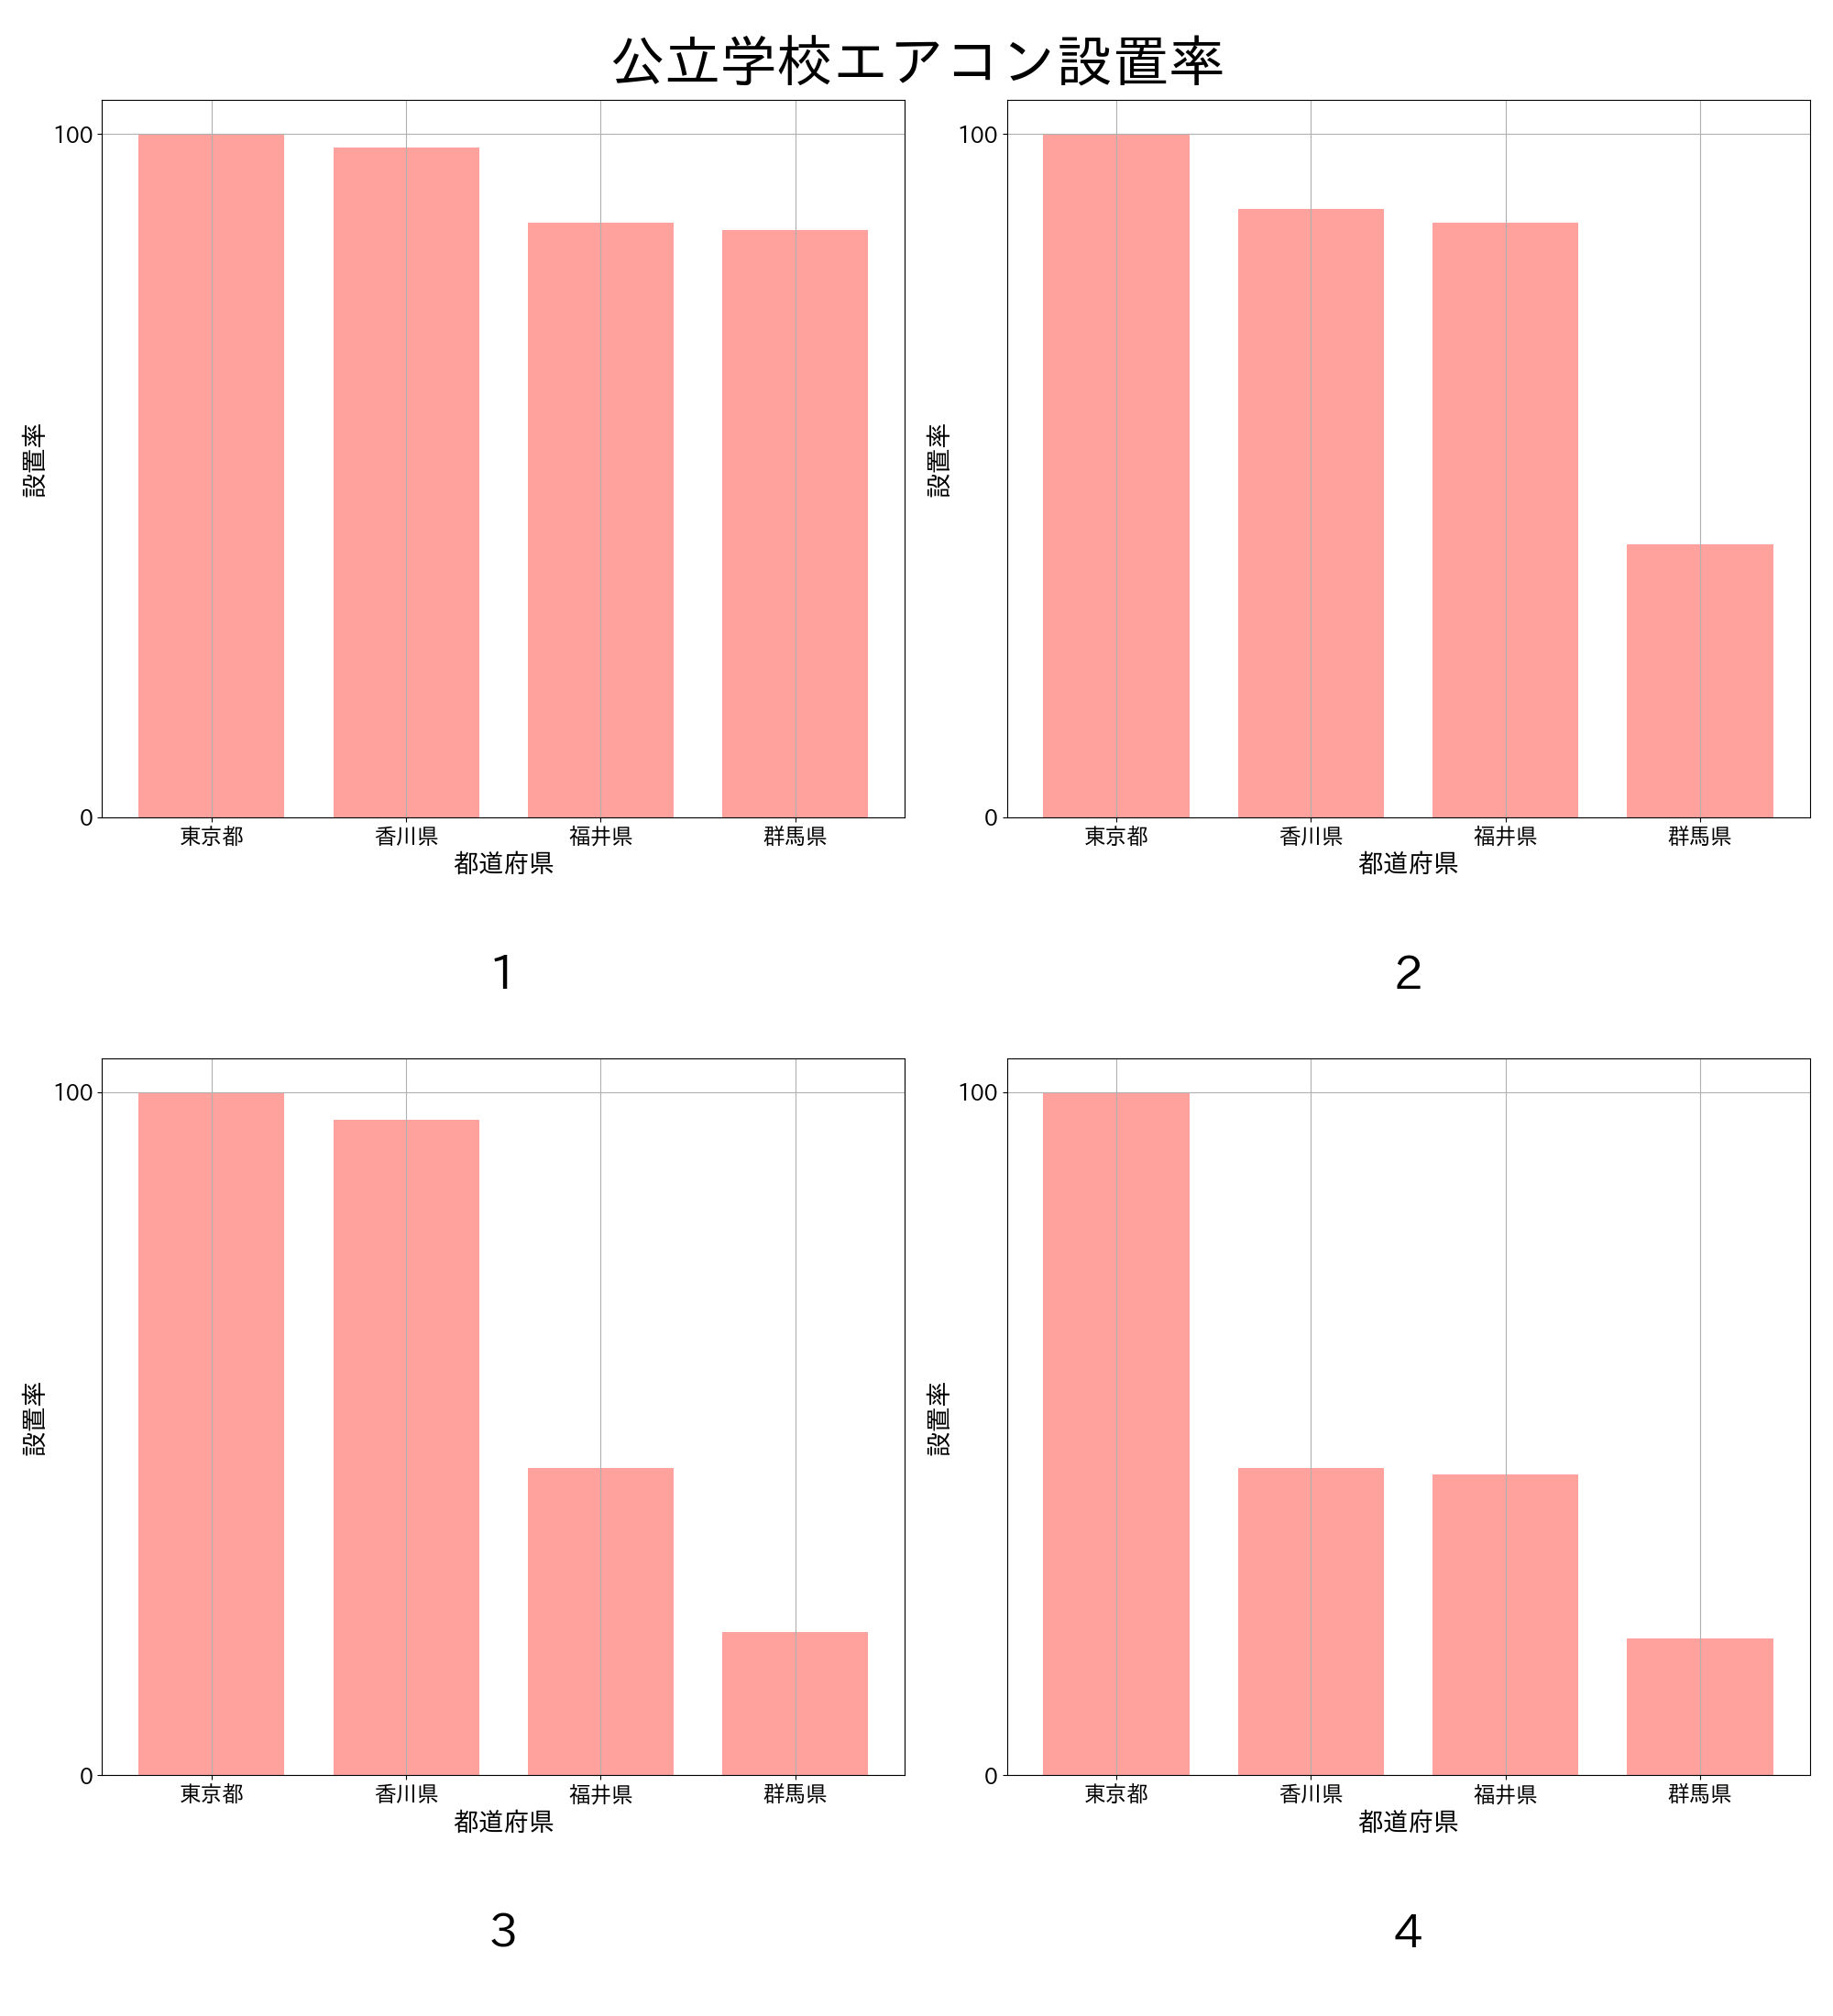 公立学校エアコン設置率
100
0
設置率
東京都 香川県 福井県 群馬県
都道府県
1
100
0
設置率
東京都 香川県 福井県 群馬県
都道府県
2
100
0
設置率
東京都 香川県 福井県 群馬県
都道府県
3
100
0
設置率
東京都 香川県 福井県 群馬県
都道府県
4